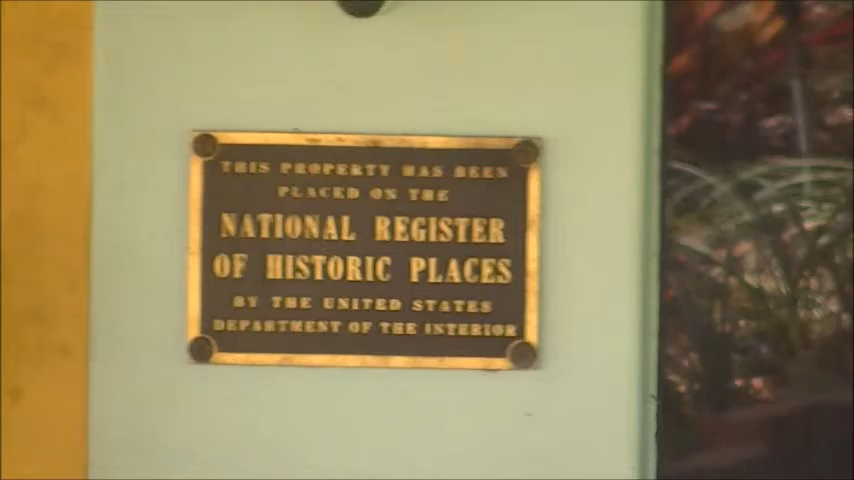 THIS PROPERTY HAS BEEN
PLACED ON THE
NATIONAL REGISTER
OF HISTORIC PLACES
BY THE UNITED STATES
DEPARTMENT OF THE INTERIOR